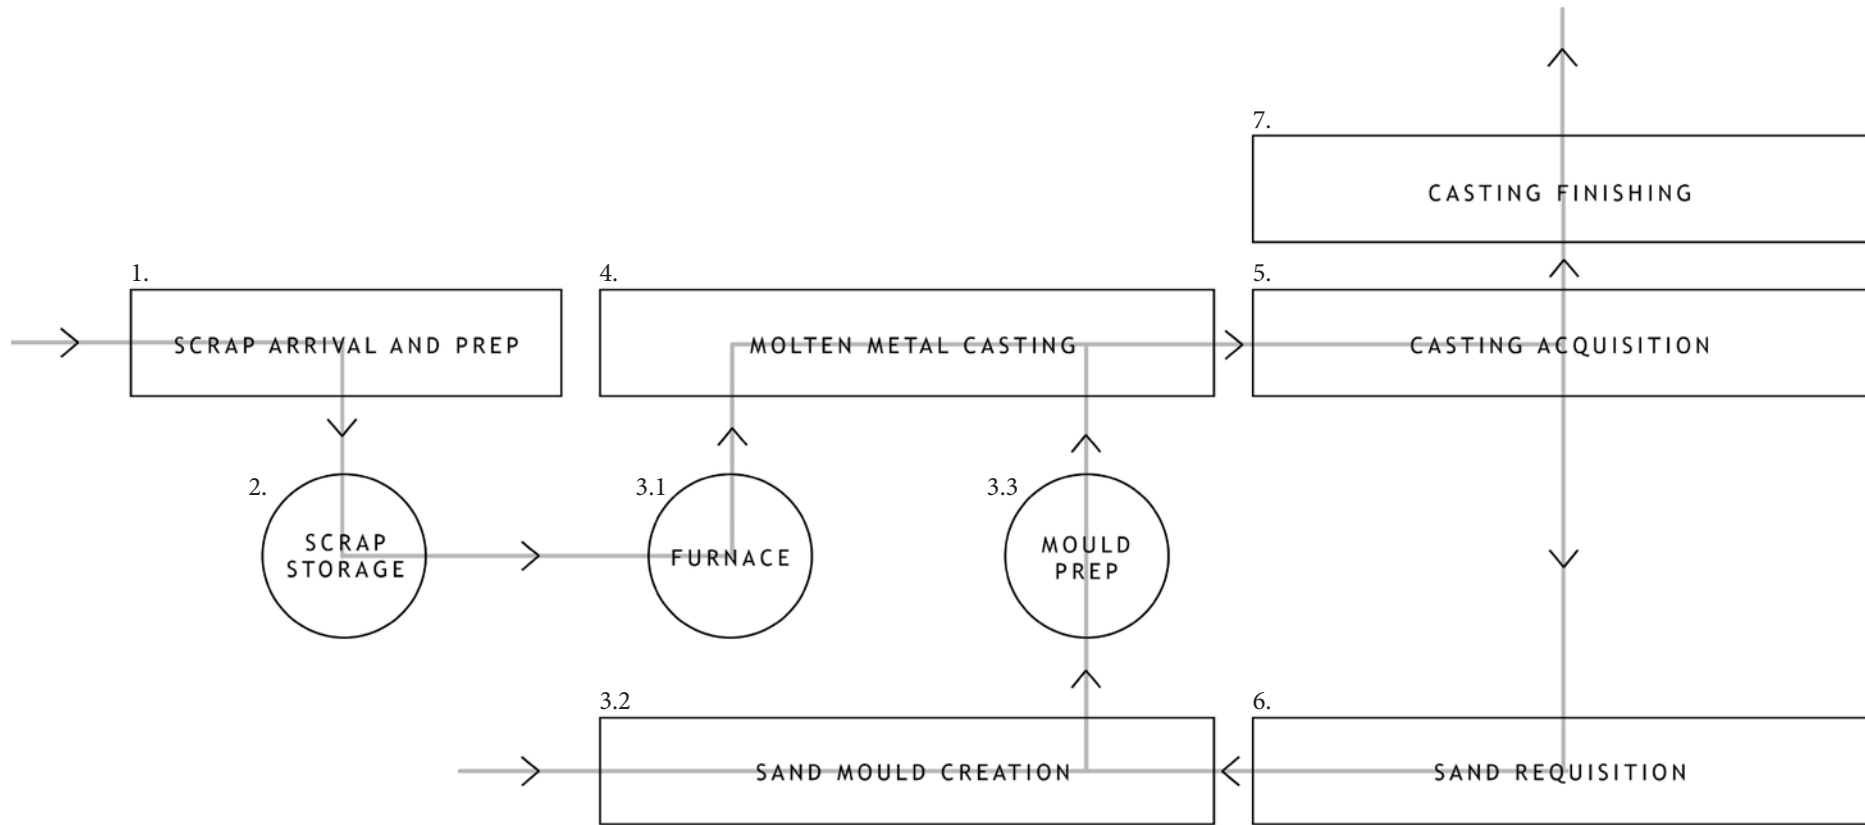 7.
CASTING FINISHING
1.
SCRAP ARRIVAL AND PREP
4.
MOLTEN METAL CASTING
5.
CASTING ACQUISITION
2.
SCRAP
STORAGE
3.1
FURNACE
3.3
MOULD
PREP
3.2
SAND MOULD CREATION
6.
SAND REQUISITION